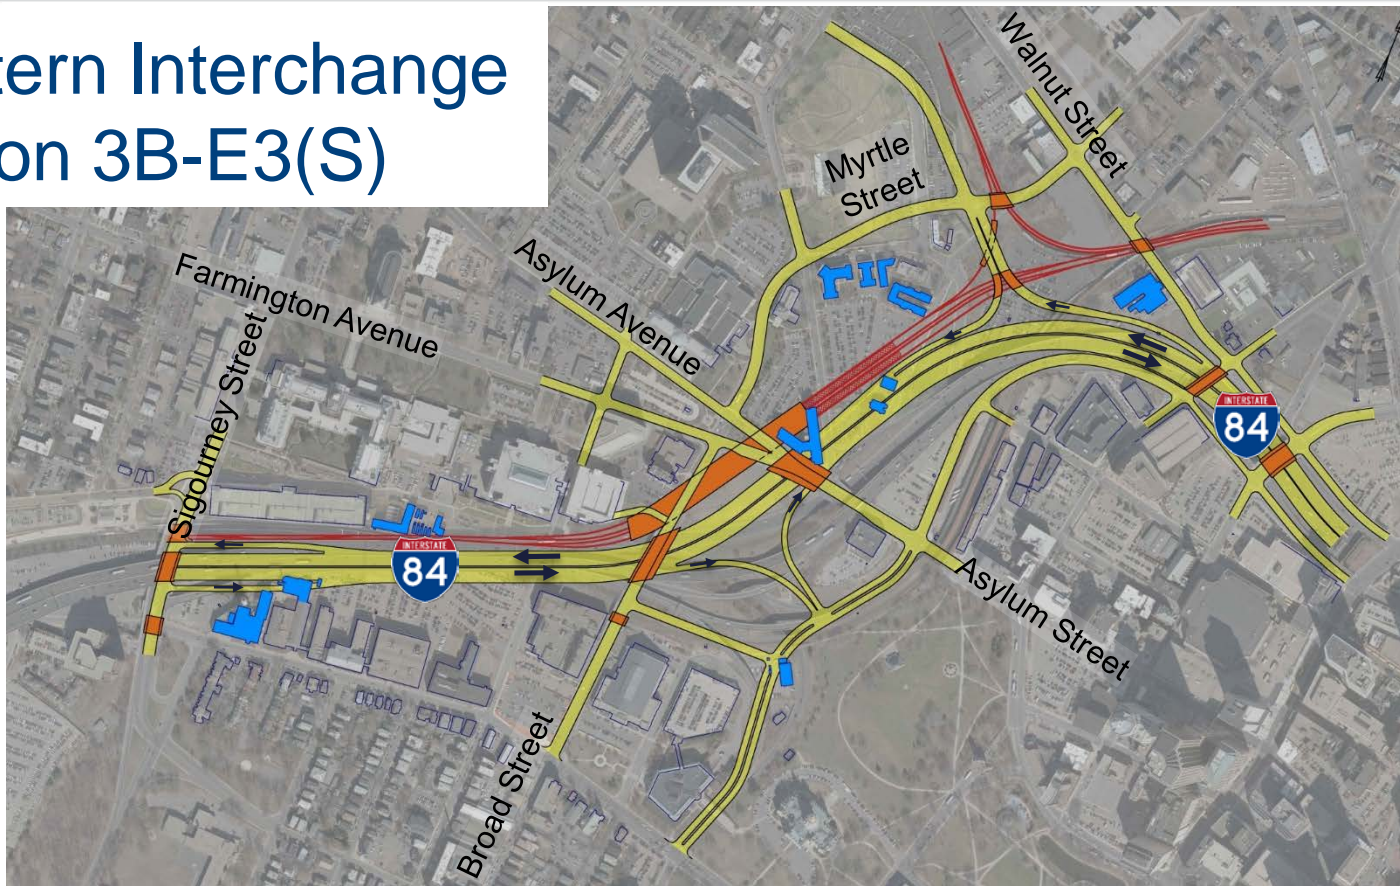 tern Interchange
on 3B-E3(S)
Walnut Street
Myrtle
Street
Asylum Avenue
Farmington Avenue
Sigourney Street
INTERSTATE
84
INTERSTATE
84
Asylum Street
Broad Street